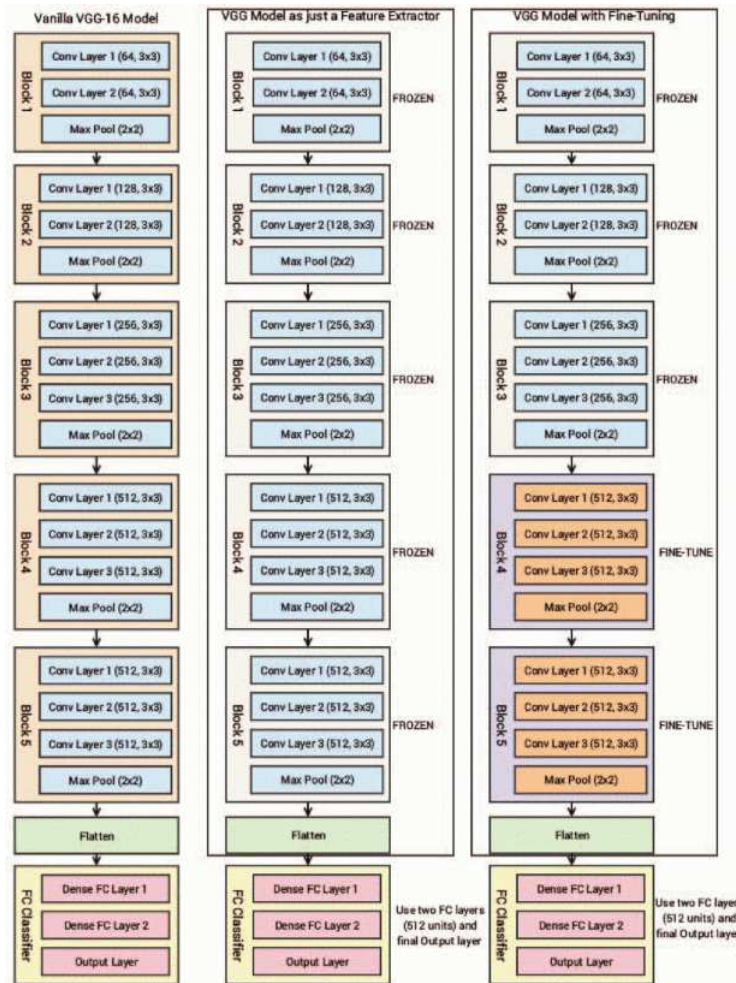 Vanilla VGG-16 Model
Block 1
Conv Layer 1 (64, 3x3)
Conv Layer 2 (64, 3x3)
Max Pool (2x2)
Block 2
Conv Layer 1 (128, 3x3)
Conv Layer 2 (128, 3x3)
Max Pool (2x2)
Block 3
Conv Layer 1 (256, 3x3)
Conv Layer 2 (256, 3x3)
Conv Layer 3 (256, 3x3)
Max Pool (2x2)
Block 4
Conv Layer 1 (512, 3x3)
Conv Layer 2 (512, 3x3)
Conv Layer 3 (512, 3x3)
Max Pool (2x2)
Block 5
Conv Layer 1 (512, 3x3)
Conv Layer 2 (512, 3x3)
Conv Layer 3 (512, 3x3)
Max Pool (2x2)
Flatten
FC Classifier
Dense FC Layer 1
Dense FC Layer 2
Output Layer
VGG Model as just a Feature Extractor
Block 1
Conv Layer 1 (64, 3x3)
Conv Layer 2 (64, 3x3)
Max Pool (2x2)
FROZEN
Block 2
Conv Layer 1 (128, 3x3)
Conv Layer 2 (128, 3x3)
Max Pool (2x2)
FROZEN
Block 3
Conv Layer 1 (256, 3x3)
Conv Layer 2 (256, 3x3)
Conv Layer 3 (256, 3x3)
Max Pool (2x2)
FROZEN
Block 4
Conv Layer 1 (512, 3x3)
Conv Layer 2 (512, 3x3)
Conv Layer 3 (512, 3x3)
Max Pool (2x2)
FROZEN
Block 5
Conv Layer 1 (512, 3x3)
Conv Layer 2 (512, 3x3)
Conv Layer 3 (512, 3x3)
Max Pool (2x2)
FROZEN
Flatten
FC Classifier
Dense FC Layer 1
Dense FC Layer 2
Output Layer
Use two FC layers
(512 units) and
final Output layer
VGG Model with Fine-Tuning
Block 1
Conv Layer 1 (64, 3x3)
Conv Layer 2 (64, 3x3)
Max Pool (2x2)
FROZEN
Block 2
Conv Layer 1 (128, 3x3)
Conv Layer 2 (128, 3x3)
Max Pool (2x2)
FROZEN
Block 3
Conv Layer 1 (256, 3x3)
Conv Layer 2 (256, 3x3)
Conv Layer 3 (256, 3x3)
Max Pool (2x2)
FROZEN
Block 4
Conv Layer 1 (512, 3x3)
Conv Layer 2 (512, 3x3)
Conv Layer 3 (512, 3x3)
Max Pool (2x2)
FINE-TUNE
Block 5
Conv Layer 1 (512, 3x3)
Conv Layer 2 (512, 3x3)
Conv Layer 3 (512, 3x3)
Max Pool (2x2)
FINE-TUNE
Flatten
FC Classifier
Dense FC Layer 1
Dense FC Layer 2
Output Layer
Use two FC layer
(512 units) and
final Output laye